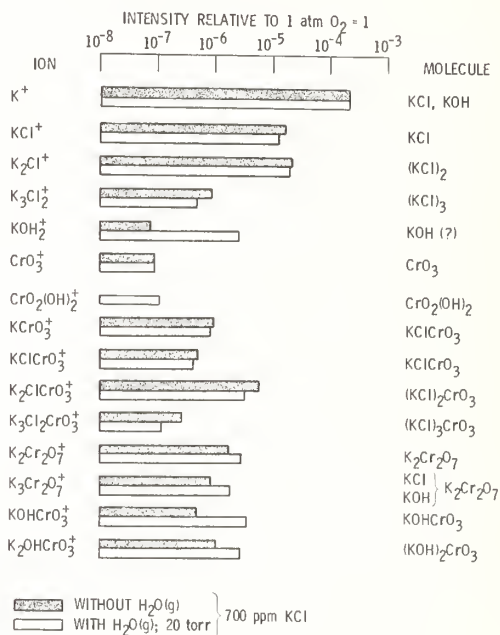 INTENSITY RELATIVE TO 1 atm O₂ = 1
10⁻⁸ 10⁻⁷ 10⁻⁶ 10⁻⁵ 10⁻⁴ 10⁻³
ION MOLECULE
K⁺ KCl, KOH
KCl⁺ KCl
K₂Cl⁺ (KCl)₂
K₃Cl₂⁺ (KCl)₃
KOH₂⁺ KOH (?)
CrO₃⁺ CrO₃
CrO₂(OH)₂⁺ CrO₂(OH)₂
KCrO₃⁺ KClCrO₃
KClCrO₃⁺ KClCrO₃
K₂ClCrO₃⁺ (KCl)₂CrO₃
K₃Cl₂CrO₃⁺ (KCl)₃CrO₃
K₂Cr₂O₇⁺ K₂Cr₂O₇
K₃Cr₂O₇⁺ KCl KOH } K₂Cr₂O₇
KOHCrO₃⁺ KOHCrO₃
K₂OHCrO₃⁺ (KOH)₂CrO₃
WITHOUT H₂O(g)
WITH H₂O(g); 20 torr } 700 ppm KCl